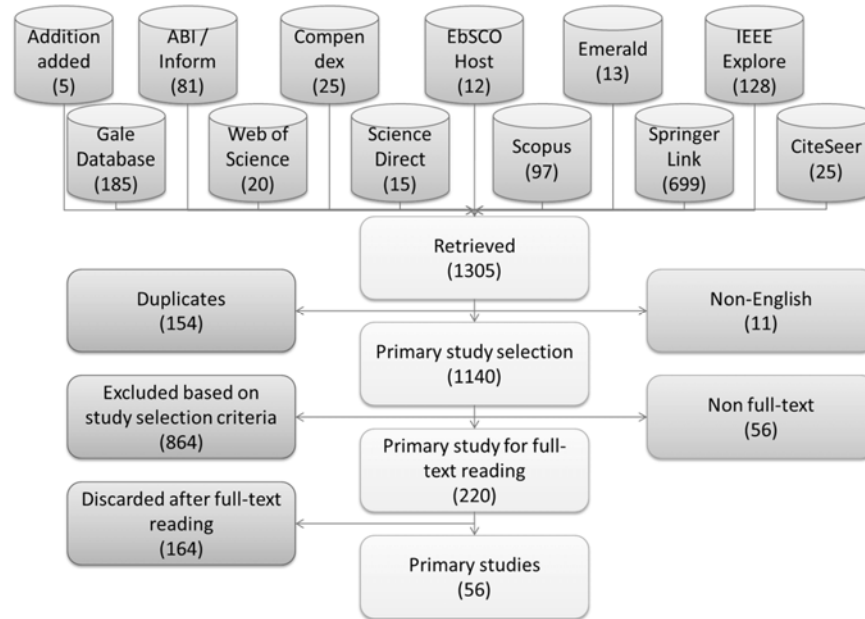 Addition
added
(5)
ABI /
Inform
(81)
Compen
dex
(25)
EbSCO
Host
(12)
Emerald
(13)
IEEE
Explore
(128)
Gale
Database
(185)
Web of
Science
(20)
Science
Direct
(15)
Scopus
(97)
Springer
Link
(699)
CiteSeer
(25)
Retrieved
(1305)
Duplicates
(154)
Non-English
(11)
Primary study selection
(1140)
Excluded based on
study selection criteria
(864)
Non full-text
(56)
Primary study for full-
text reading
(220)
Discarded after full-text
reading
(164)
Primary studies
(56)